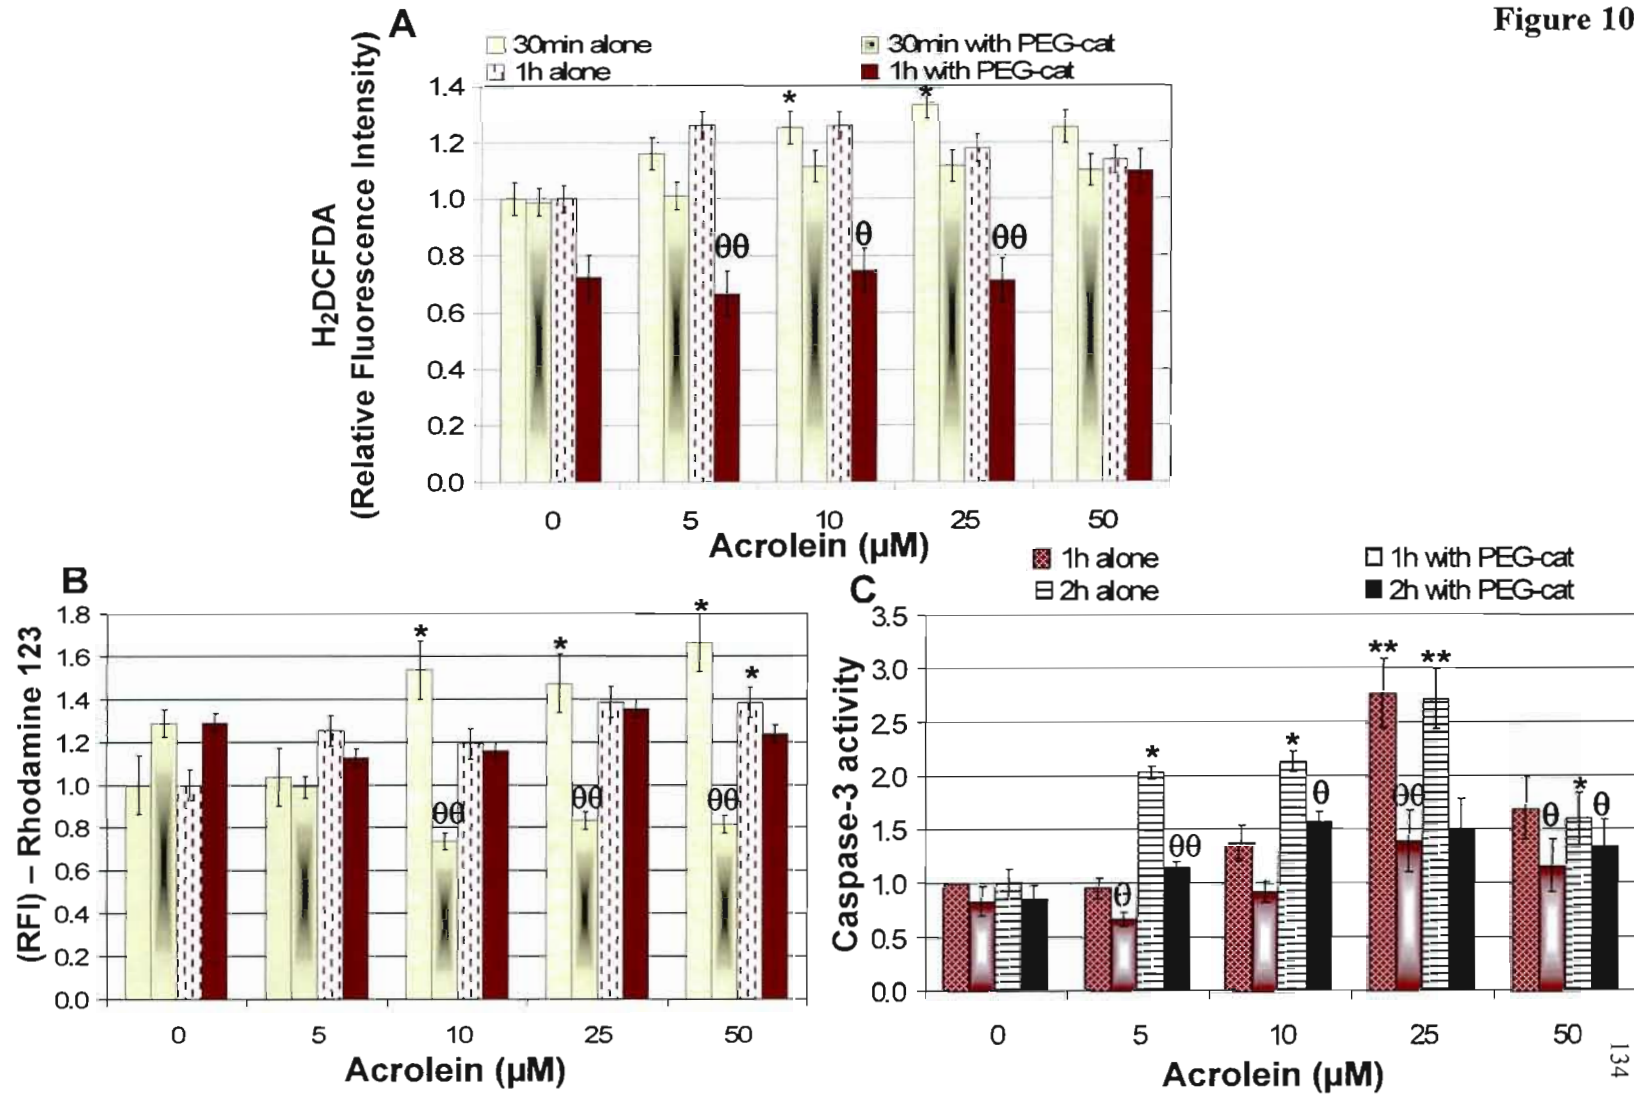 Figure 10
A
30min alone 30min with PEG-cat
1h alone 1h with PEG-cat
H₂DCFDA
(Relative Fluorescence Intensity)
1.4
* *
1.2
1.0
0.8 θθ θ θθ
0.6
0.4
0.2
0.0
0 5 10 25 50
Acrolein (µM)
B
(RFI) – Rhodamine 123
1.8
* * * *
1.6
1.4
1.2
1.0
0.8 θθ θθ θθ
0.6
0.4
0.2
0.0
0 5 10 25 50
Acrolein (µM)
1h alone 1h with PEG-cat
2h alone 2h with PEG-cat
C
Caspase-3 activity
3.5
** **
3.0
2.5
* *
2.0
θ θθ θ θθ θ * θ
1.5
1.0
0.5
0.0
0 5 10 25 50
Acrolein (µM)
134